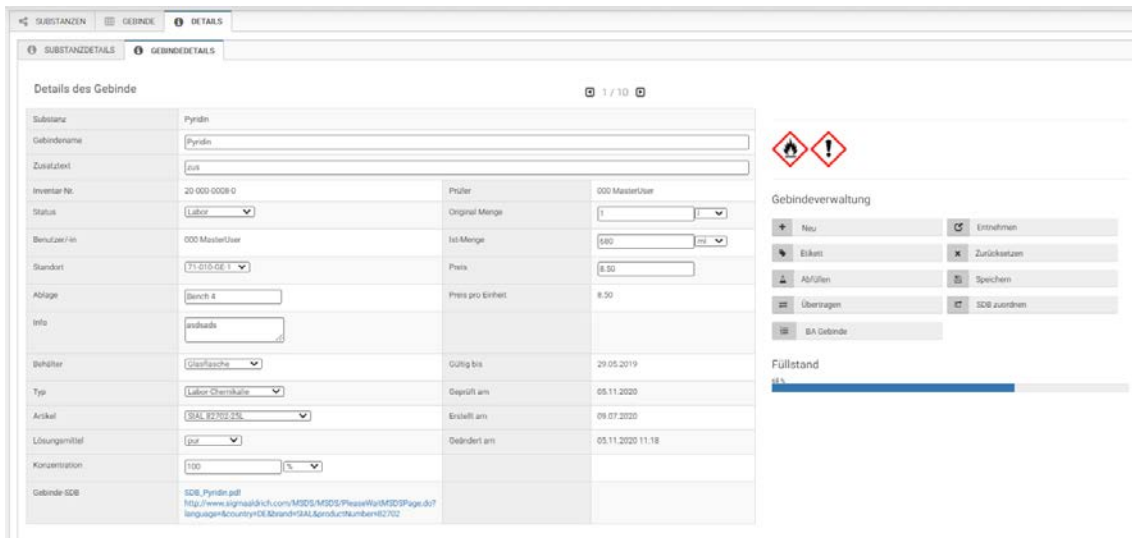 SUBSTANZEN GEBINDE DETAILS
SUBSTANZDETAILS GEBINDEDETAILS
Details des Gebinde 1 / 10
Substanz Pyridin
Gebindename Pyridin
Zusatztext zus
Inventar Nr. 20-000-0008-0 Prüfer 000 MasterUser
Status Labor Original Menge 1 l
Benutzer/-in 000 MasterUser Ist-Menge 680 ml
Standort 71-010-GE-1 Preis 8.50
Ablage Bench 4 Preis pro Einheit 8.50
Info asdsads
Behälter Glasflasche Gültig bis 29.05.2019
Typ Labor Chemikalie Geprüft am 05.11.2020
Artikel SIAL 82702-25L Erstellt am 09.07.2020
Lösungsmittel pur Geändert am 05.11.2020 11.18
Konzentration 100 %
Gebinde-SDB SDB_Pyridin.pdf
http://www.sigmaaldrich.com/MSDS/MSDS/PleaseWaitMSDSPage.do?
language=&country=DE&brand=SIAL&productNumber=82702
Gebindeverwaltung
Neu Entnehmen
Etikett Zurücksetzen
Abfüllen Speichern
Übertragen SDB zuordnen
BA Gebinde
Füllstand
68 %